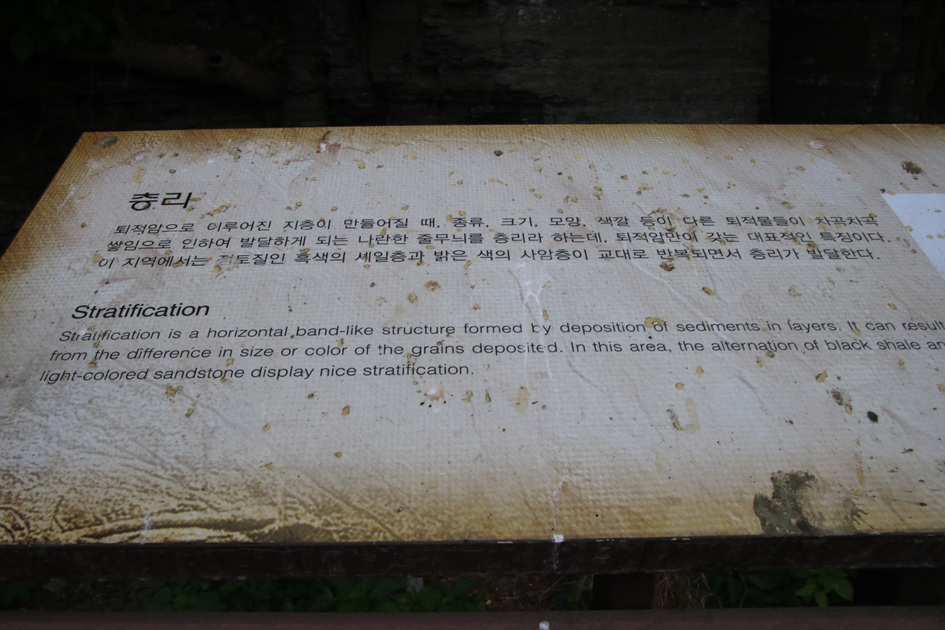 층리
퇴적암으로 이루어진 지층이 만들어질 때, 종류, 크기, 모양, 색깔 등이 다른 퇴적물들이 차곡차곡
쌓임으로 인하여 발달하게 되는 나란한 줄무늬를 층리라 하는데, 퇴적암만이 갖는 대표적인 특징이다.
이 지역에서는 점토질인 흑색의 셰일층과 밝은 색의 사암층이 교대로 반복되면서 층리가 발달한다.
Stratification
Stratification is a horizontal band-like structure formed by deposition of sediments in layers. It can result
from the difference in size or color of the grains deposited. In this area, the alternation of black shale an
light-colored sandstone display nice stratification.